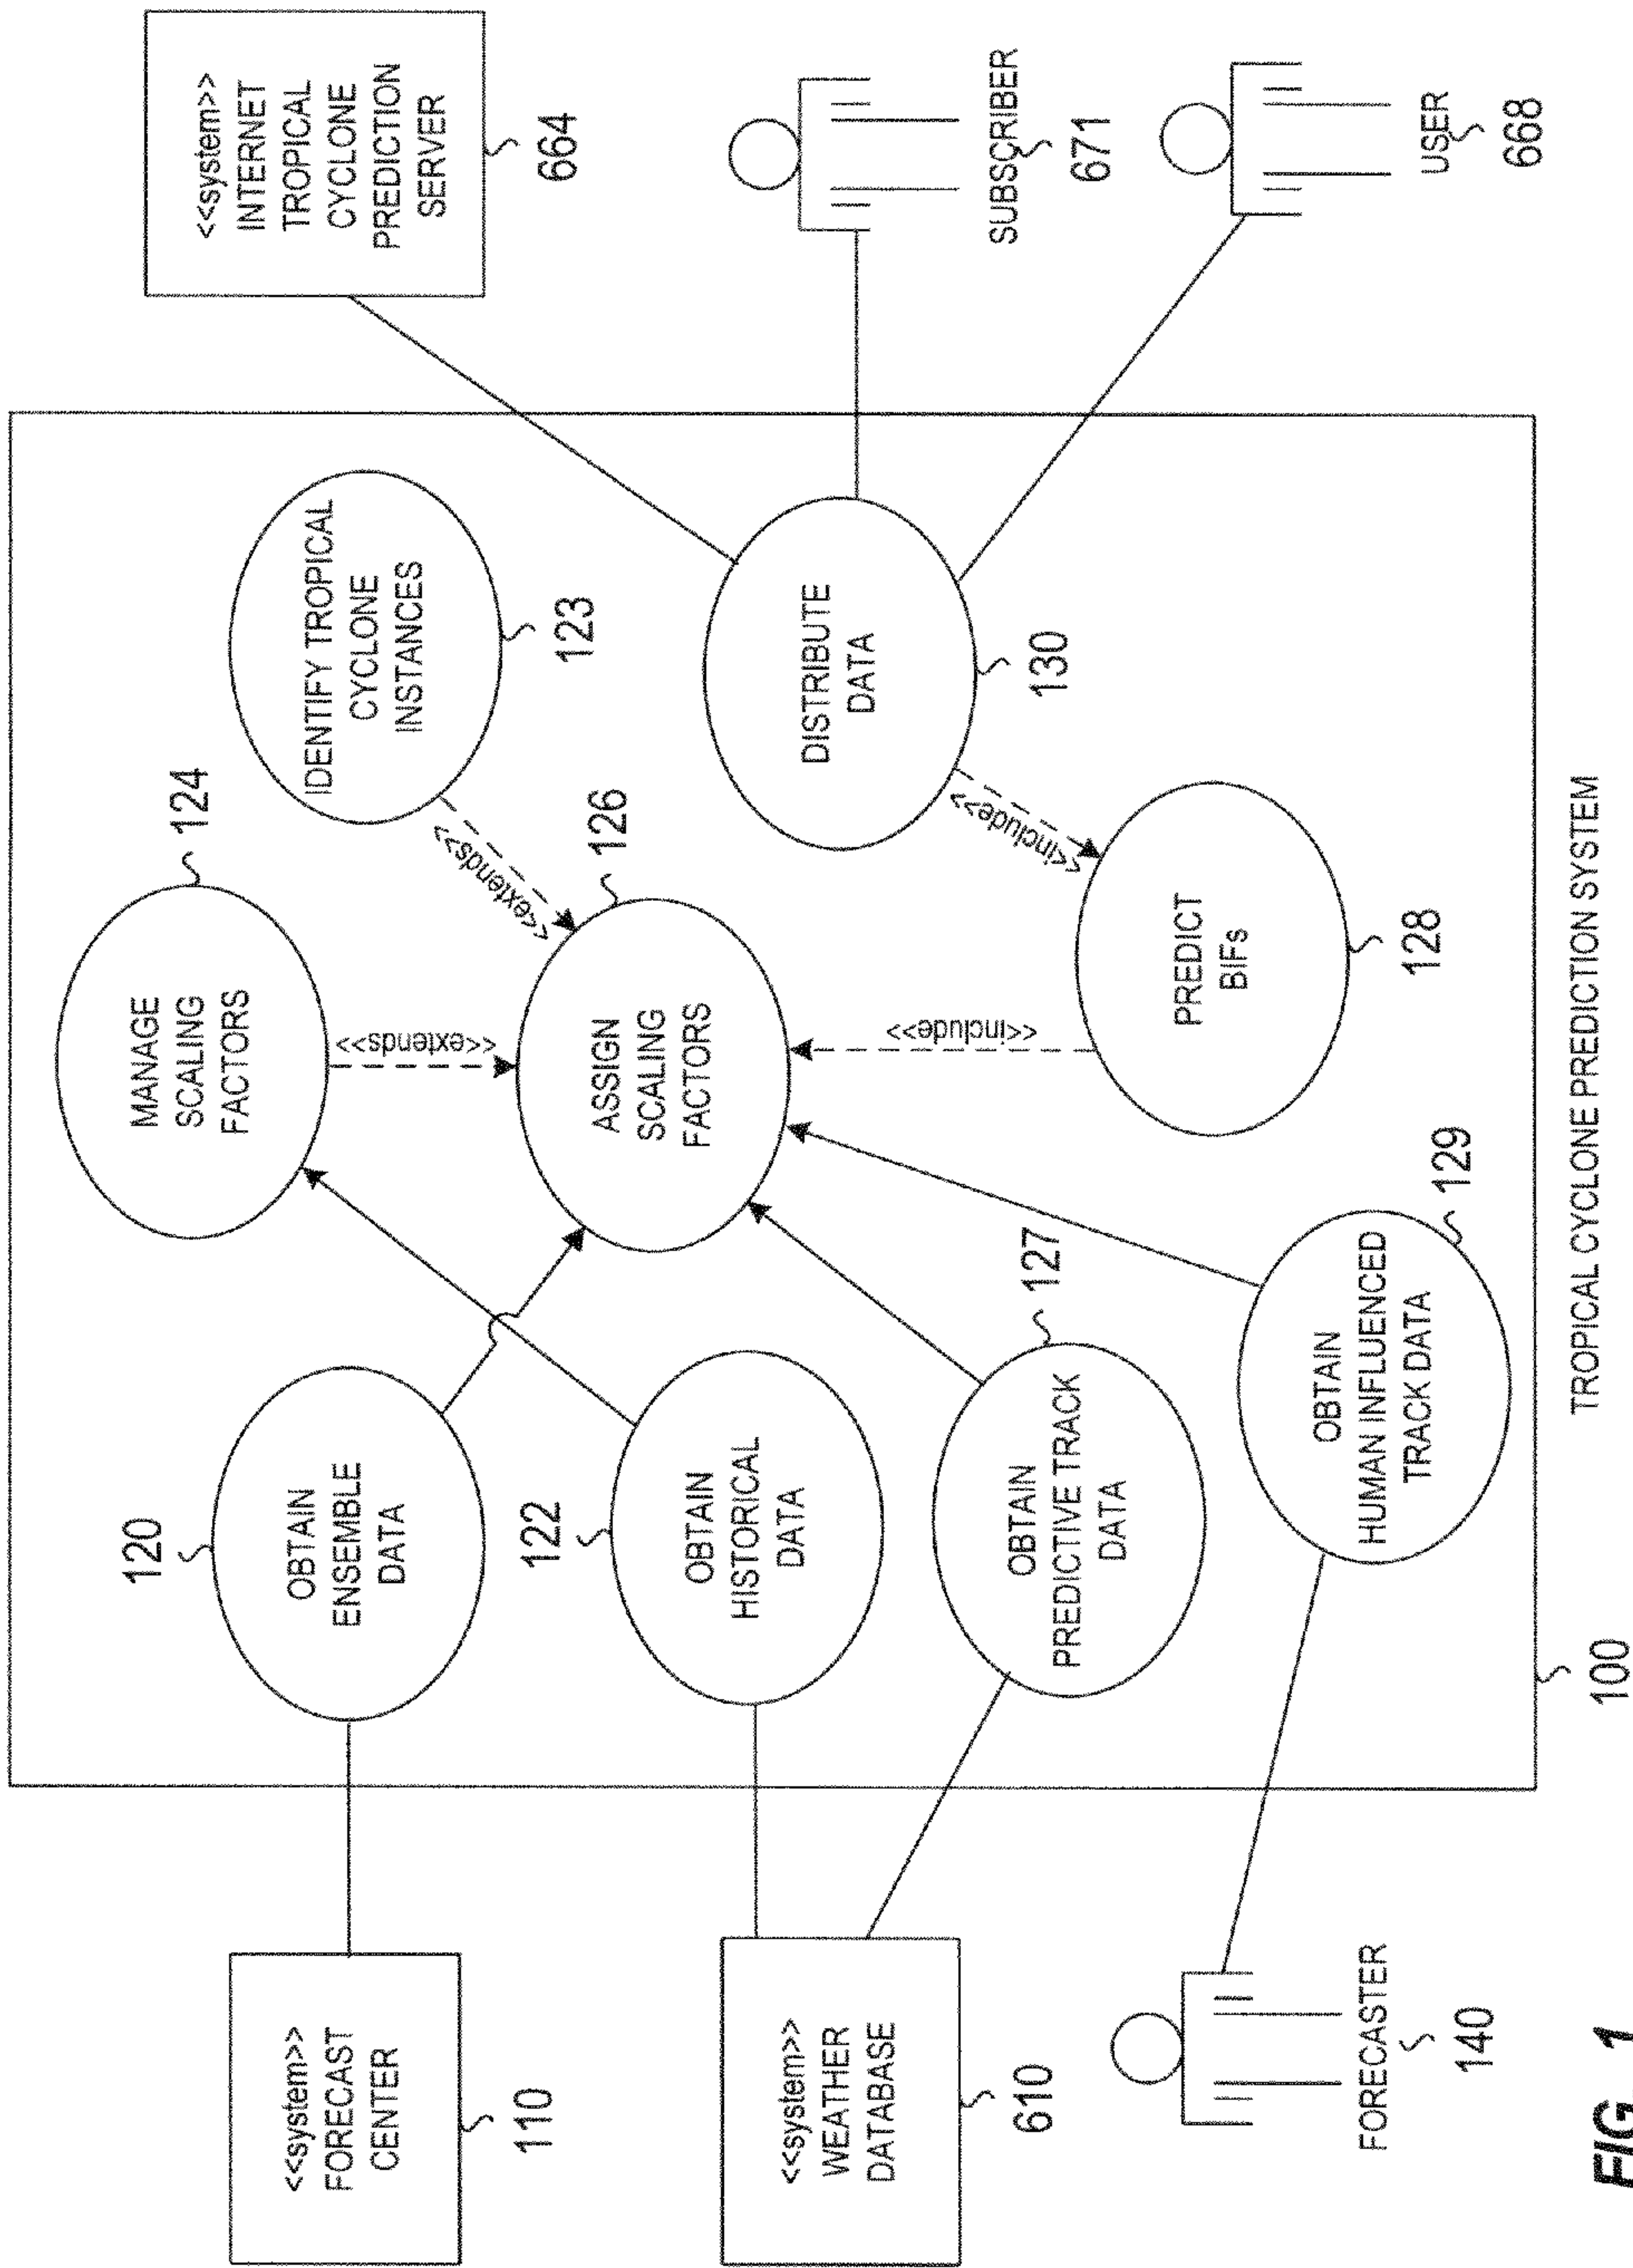 <<system>>
FORECAST
CENTER
110
<<system>>
WEATHER
DATABASE
610
FORECASTER
140
120
OBTAIN
ENSEMBLE
DATA
122
OBTAIN
HISTORICAL
DATA
OBTAIN
PREDICTIVE TRACK
DATA
127
OBTAIN
HUMAN INFLUENCED
TRACK DATA
129
124
MANAGE
SCALING
FACTORS
<<extends>>
126
ASSIGN
SCALING
FACTORS
<<include>>
PREDICT
BIFs
128
IDENTIFY TROPICAL
CYCLONE
INSTANCES
123
<<extends>>
DISTRIBUTE
DATA
130
<<include>>
<<system>>
INTERNET
TROPICAL
CYCLONE
PREDICTION
SERVER
664
SUBSCRIBER
671
USER
668
100
TROPICAL CYCLONE PREDICTION SYSTEM
FIG. 1